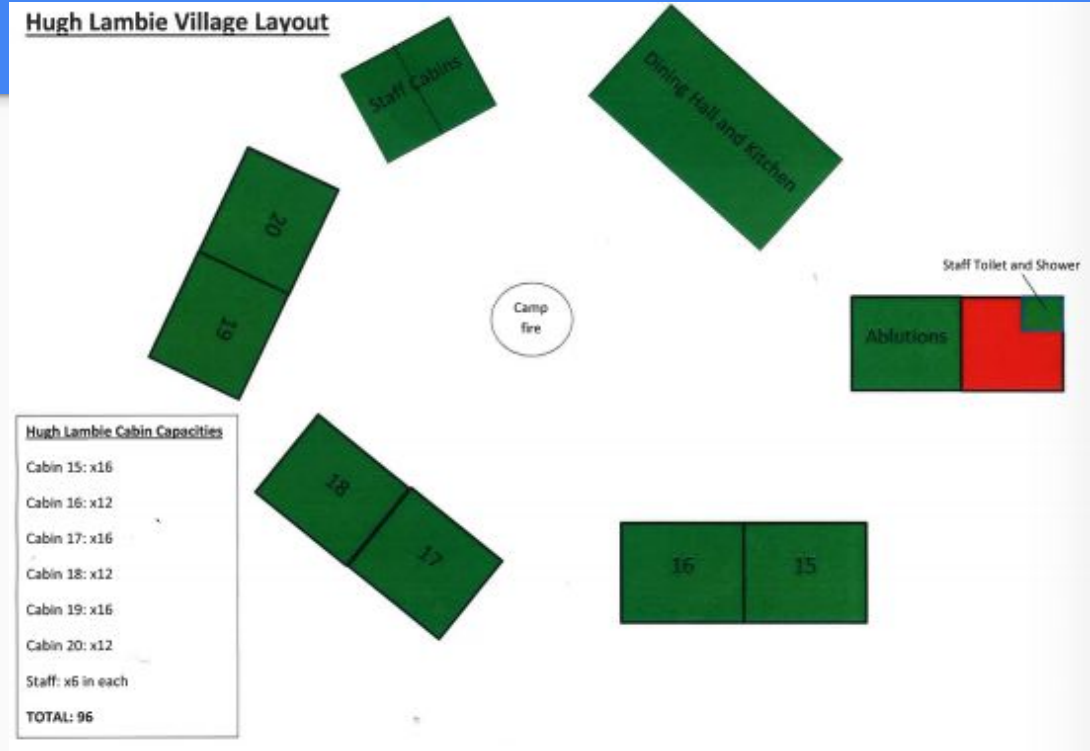 Hugh Lambie Village Layout
Staff Cabins
Dining Hall and Kitchen
20
19
Camp
fire
Staff Toilet and Shower
Ablutions
18
17
16
15
Hugh Lambie Cabin Capacities
Cabin 15: x16
Cabin 16: x12
Cabin 17: x16
Cabin 18: x12
Cabin 19: x16
Cabin 20: x12
Staff: x6 in each
TOTAL: 96